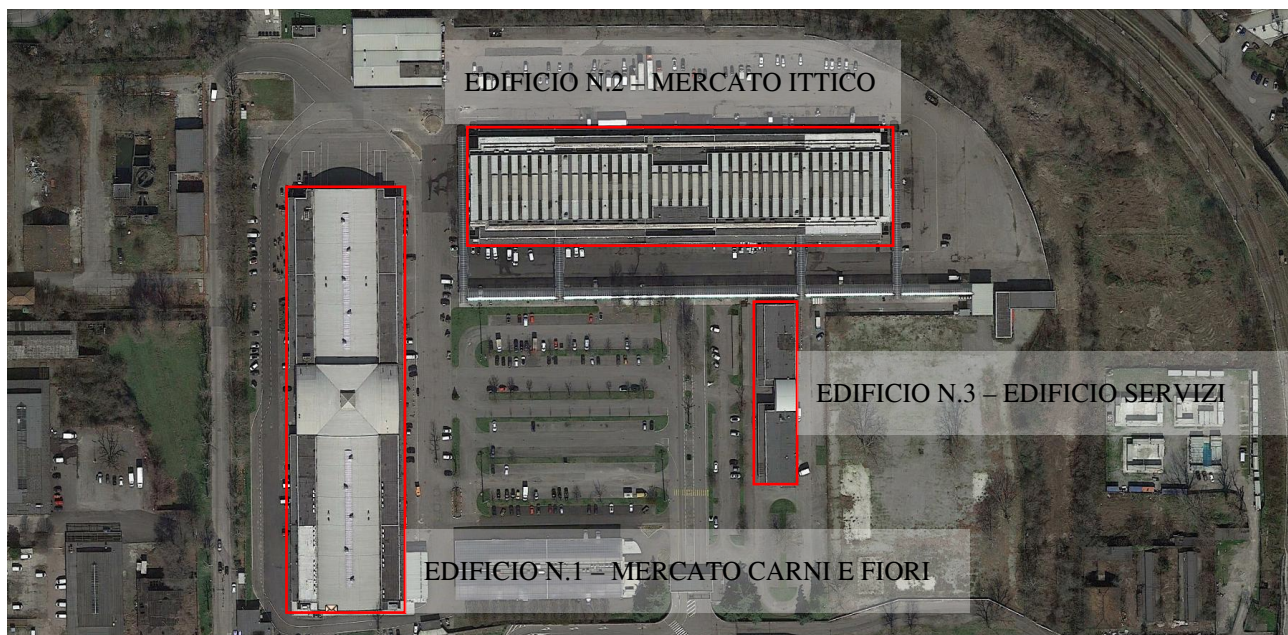 EDIFICIO N.2 – MERCATO ITTICO
EDIFICIO N.3 – EDIFICIO SERVIZI
EDIFICIO N.1 – MERCATO CARNI E FIORI